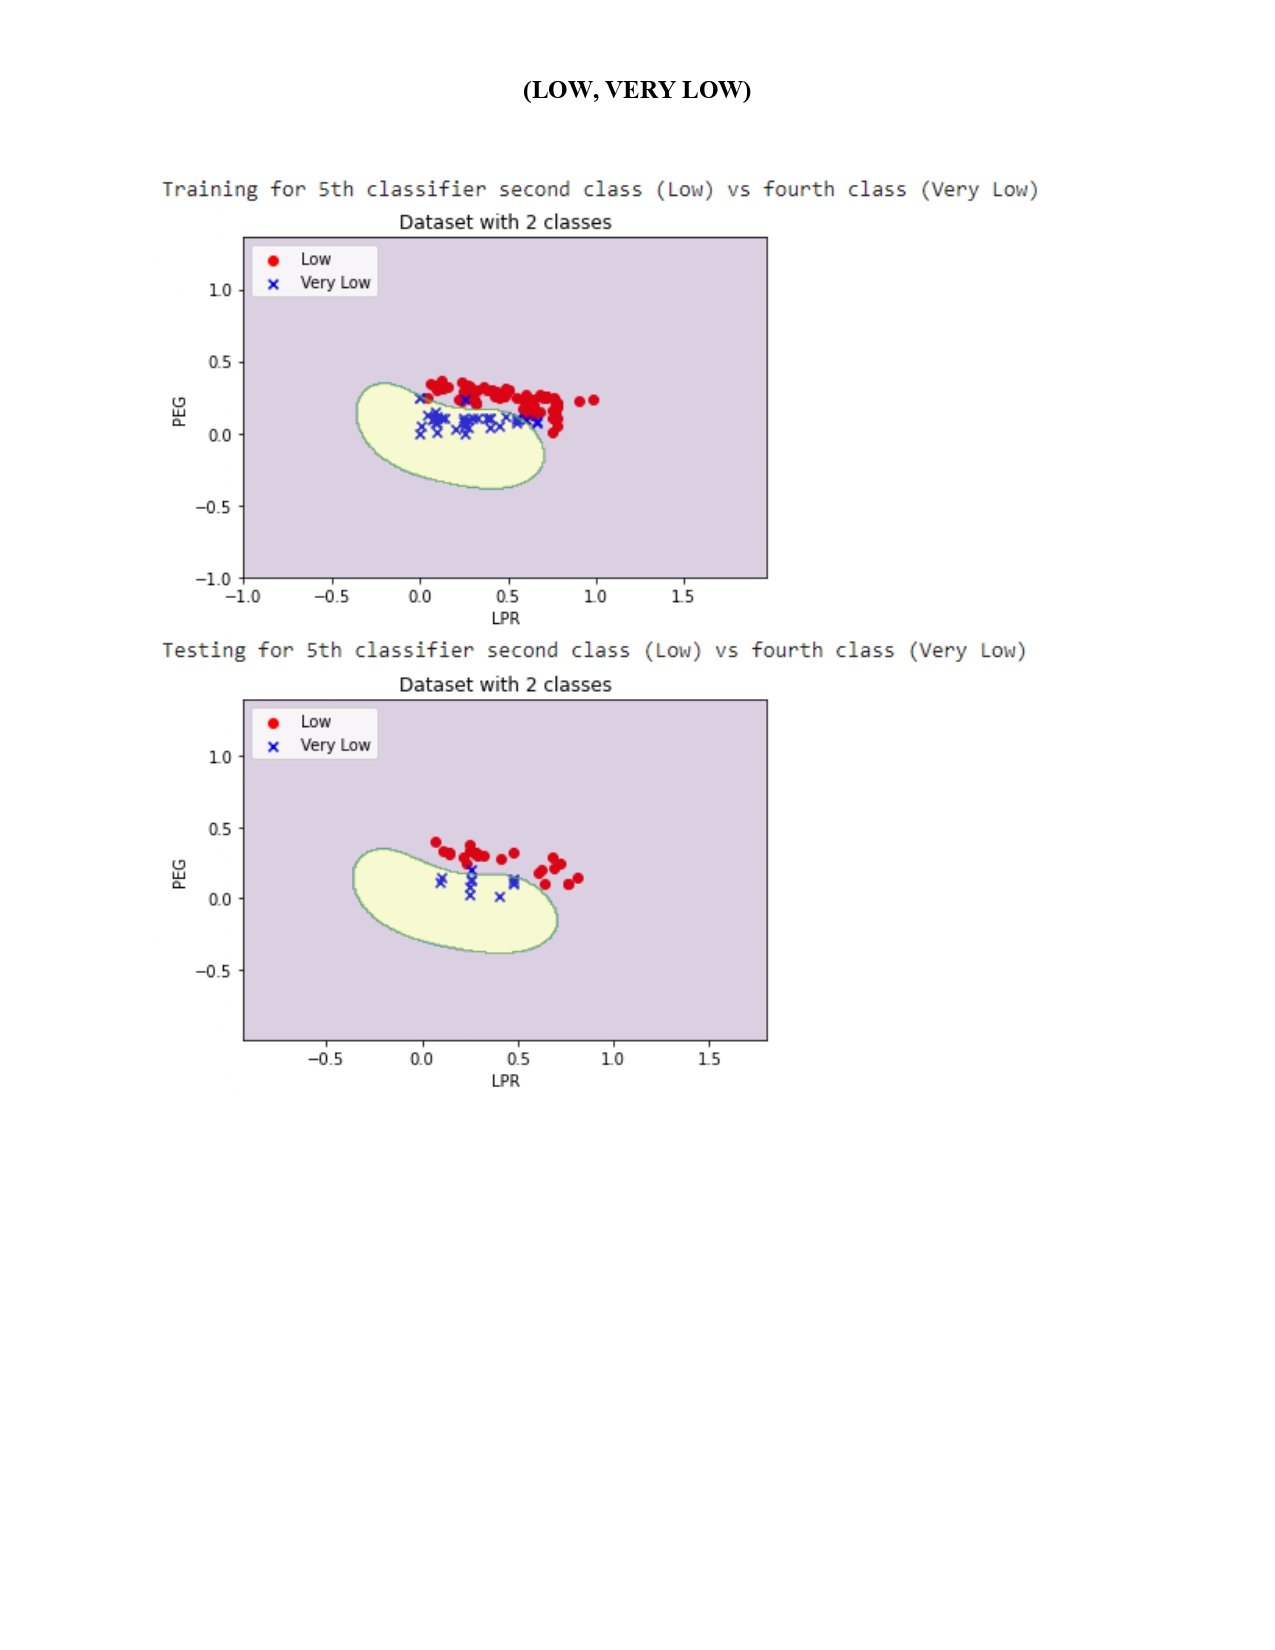 (LOW, VERY LOW)
Training for 5th classifier second class (Low) vs fourth class (Very Low)
Dataset with 2 classes
Low
Very Low
1.0
0.5
0.0
−0.5
−1.0
PEG
−1.0 −0.5 0.0 0.5 1.0 1.5
LPR
Testing for 5th classifier second class (Low) vs fourth class (Very Low)
Dataset with 2 classes
Low
Very Low
1.0
0.5
0.0
−0.5
PEG
−0.5 0.0 0.5 1.0 1.5
LPR